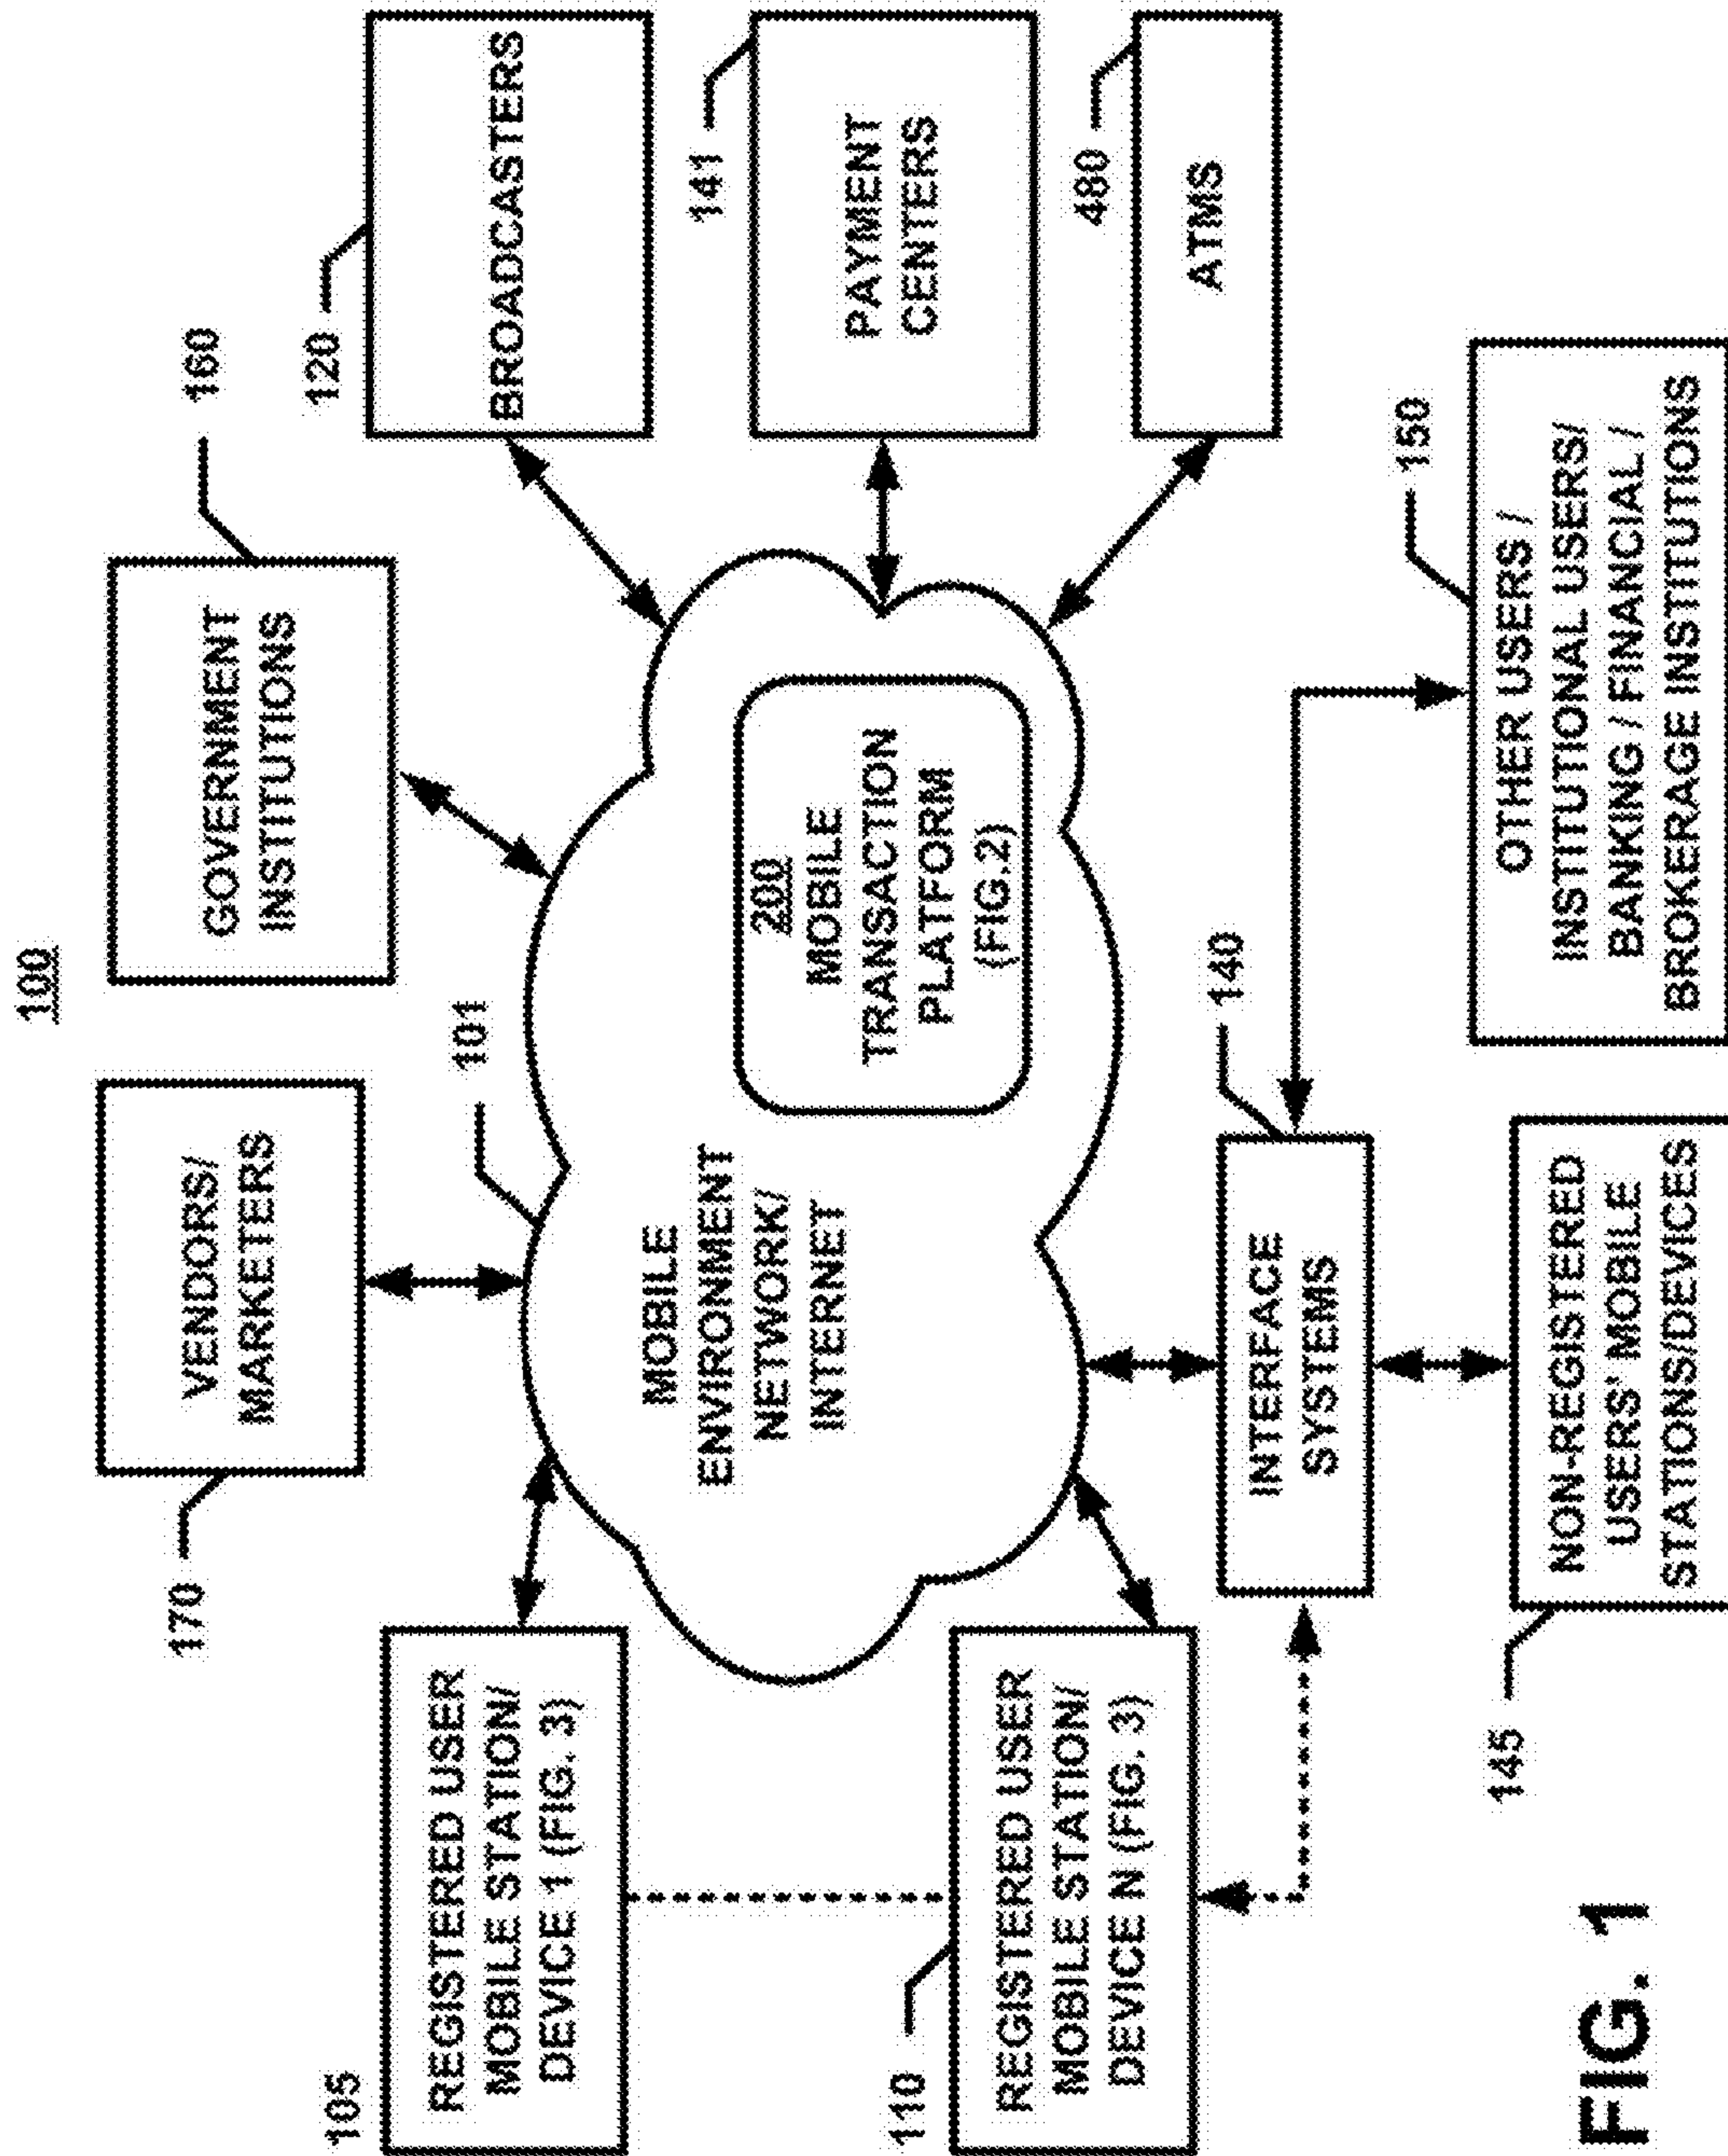 100
170
VENDORS/
MARKETERS
GOVERNMENT
INSTITUTIONS
160
105
REGISTERED USER
MOBILE STATION/
DEVICE 1 (FIG. 3)
101
120
BROADCASTERS
MOBILE
ENVIRONMENT
NETWORK/
INTERNET
200
MOBILE
TRANSACTION
PLATFORM
(FIG.2)
141
PAYMENT
CENTERS
110
REGISTERED USER
MOBILE STATION/
DEVICE N (FIG. 3)
480
ATMS
140
INTERFACE
SYSTEMS
150
OTHER USERS /
INSTITUTIONAL USERS/
BANKING / FINANCIAL /
BROKERAGE INSTITUTIONS
145
NON-REGISTERED
USERS' MOBILE
STATIONS/DEVICES
FIG. 1